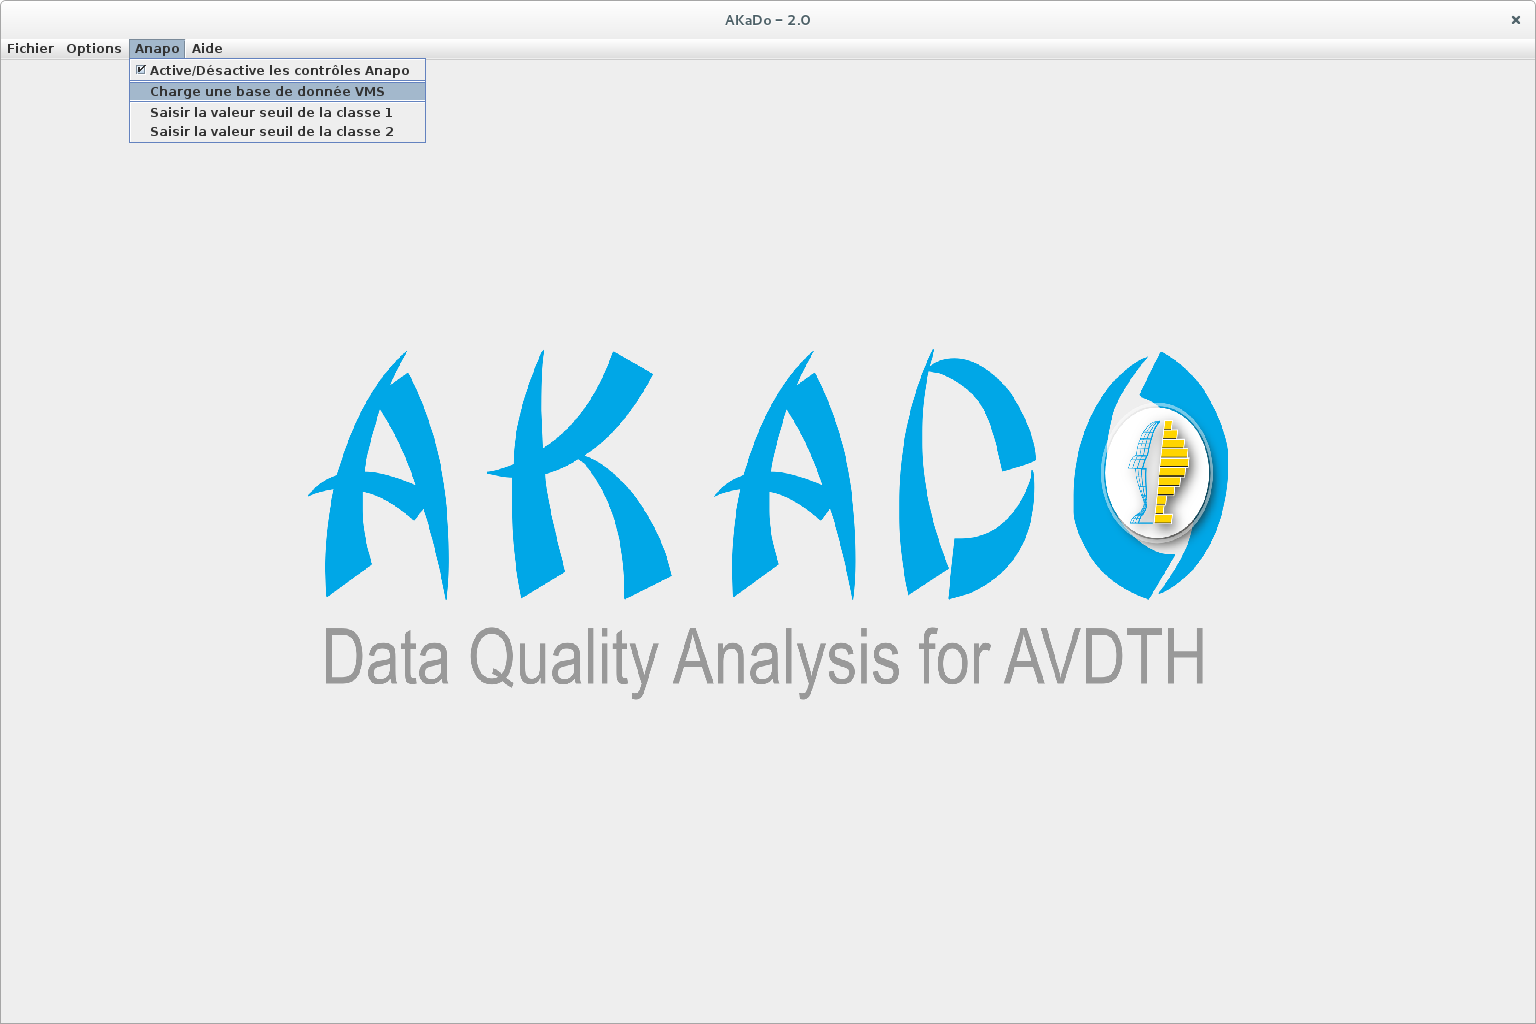 AKaDo – 2.0
Fichier Options Anapo Aide
Active/Désactive les contrôles Anapo
Charge une base de donnée VMS
Saisir la valeur seuil de la classe 1
Saisir la valeur seuil de la classe 2
AKADO
Data Quality Analysis for AVDTH